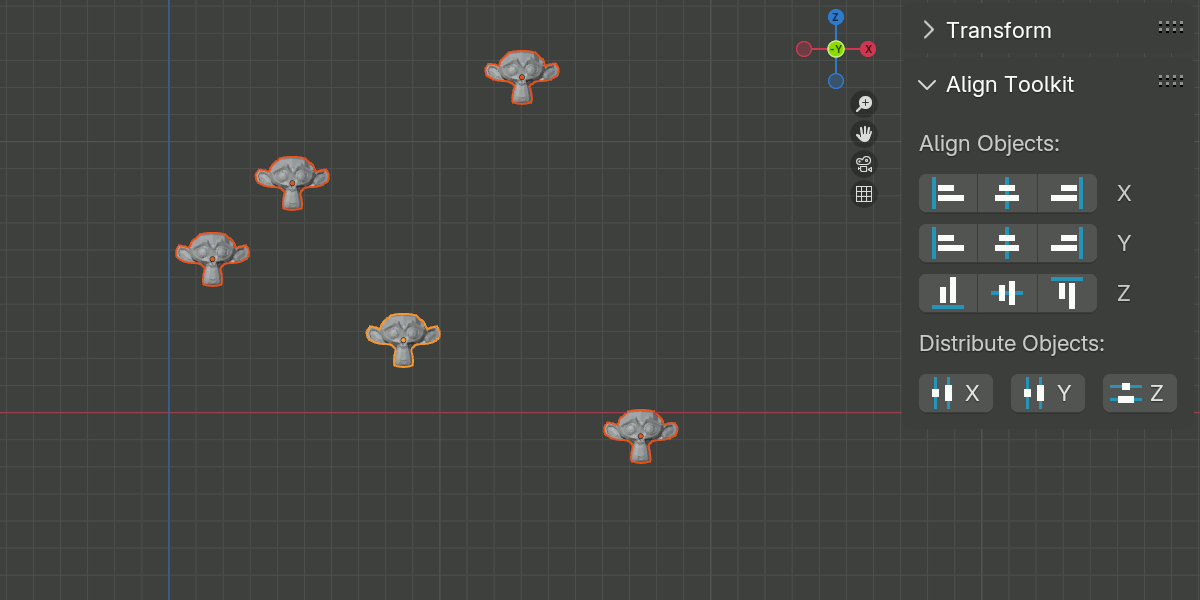 Z
-Y X
Transform
Align Toolkit
Align Objects:
X
Y
Z
Distribute Objects:
X Y Z